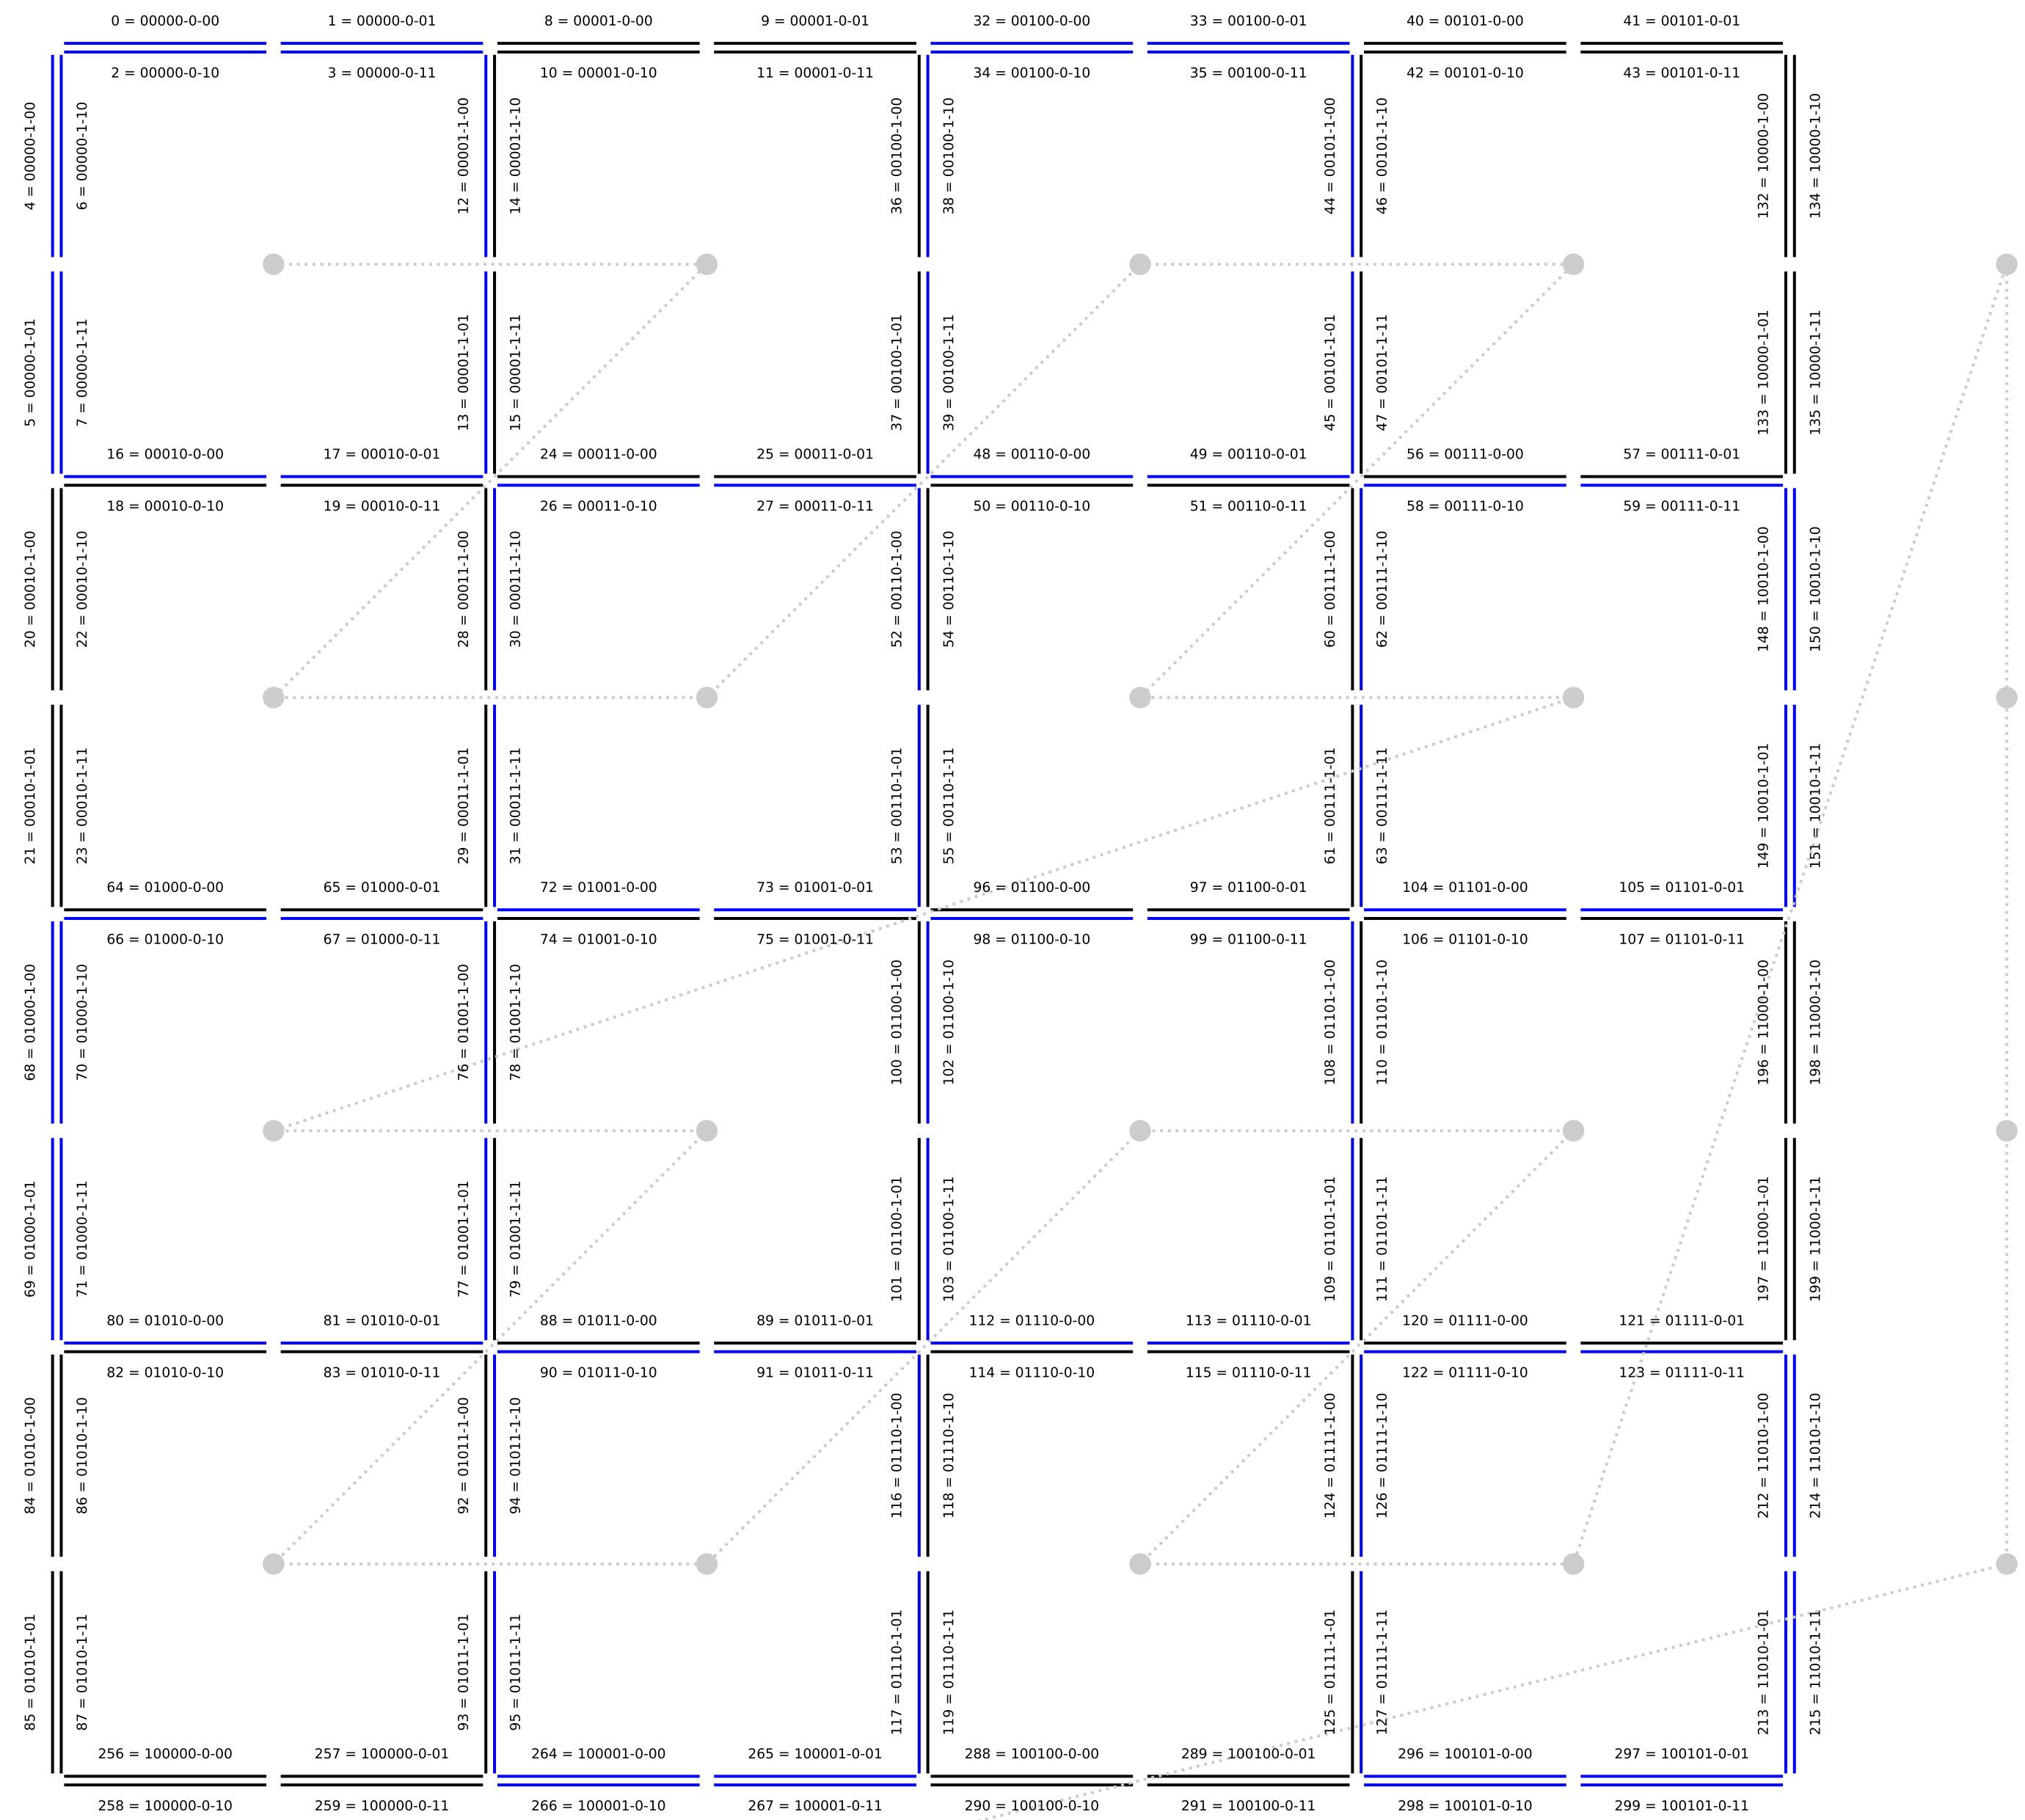 0 = 00000-0-00
1 = 00000-0-01
8 = 00001-0-00
9 = 00001-0-01
32 = 00100-0-00
33 = 00100-0-01
40 = 00101-0-00
41 = 00101-0-01
2 = 00000-0-10
3 = 00000-0-11
10 = 00001-0-10
11 = 00001-0-11
34 = 00100-0-10
35 = 00100-0-11
42 = 00101-0-10
43 = 00101-0-11
4 = 00000-1-00
6 = 00000-1-10
12 = 00001-1-00
14 = 00001-1-10
36 = 00100-1-00
38 = 00100-1-10
44 = 00101-1-00
46 = 00101-1-10
132 = 10000-1-00
134 = 10000-1-10
5 = 00000-1-01
7 = 00000-1-11
13 = 00001-1-01
15 = 00001-1-11
37 = 00100-1-01
39 = 00100-1-11
45 = 00101-1-01
47 = 00101-1-11
133 = 10000-1-01
135 = 10000-1-11
16 = 00010-0-00
17 = 00010-0-01
24 = 00011-0-00
25 = 00011-0-01
48 = 00110-0-00
49 = 00110-0-01
56 = 00111-0-00
57 = 00111-0-01
18 = 00010-0-10
19 = 00010-0-11
26 = 00011-0-10
27 = 00011-0-11
50 = 00110-0-10
51 = 00110-0-11
58 = 00111-0-10
59 = 00111-0-11
20 = 00010-1-00
22 = 00010-1-10
28 = 00011-1-00
30 = 00011-1-10
52 = 00110-1-00
54 = 00110-1-10
60 = 00111-1-00
62 = 00111-1-10
148 = 10010-1-00
150 = 10010-1-10
21 = 00010-1-01
23 = 00010-1-11
29 = 00011-1-01
31 = 00011-1-11
53 = 00110-1-01
55 = 00110-1-11
61 = 00111-1-01
63 = 00111-1-11
149 = 10010-1-01
151 = 10010-1-11
64 = 01000-0-00
65 = 01000-0-01
72 = 01001-0-00
73 = 01001-0-01
96 = 01100-0-00
97 = 01100-0-01
104 = 01101-0-00
105 = 01101-0-01
66 = 01000-0-10
67 = 01000-0-11
74 = 01001-0-10
75 = 01001-0-11
98 = 01100-0-10
99 = 01100-0-11
106 = 01101-0-10
107 = 01101-0-11
68 = 01000-1-00
70 = 01000-1-10
76 = 01001-1-00
78 = 01001-1-10
100 = 01100-1-00
102 = 01100-1-10
108 = 01101-1-00
110 = 01101-1-10
196 = 11000-1-00
198 = 11000-1-10
69 = 01000-1-01
71 = 01000-1-11
77 = 01001-1-01
79 = 01001-1-11
101 = 01100-1-01
103 = 01100-1-11
109 = 01101-1-01
111 = 01101-1-11
197 = 11000-1-01
199 = 11000-1-11
80 = 01010-0-00
81 = 01010-0-01
88 = 01011-0-00
89 = 01011-0-01
112 = 01110-0-00
113 = 01110-0-01
120 = 01111-0-00
121 = 01111-0-01
82 = 01010-0-10
83 = 01010-0-11
90 = 01011-0-10
91 = 01011-0-11
114 = 01110-0-10
115 = 01110-0-11
122 = 01111-0-10
123 = 01111-0-11
84 = 01010-1-00
86 = 01010-1-10
92 = 01011-1-00
94 = 01011-1-10
116 = 01110-1-00
118 = 01110-1-10
124 = 01111-1-00
126 = 01111-1-10
212 = 11010-1-00
214 = 11010-1-10
85 = 01010-1-01
87 = 01010-1-11
93 = 01011-1-01
95 = 01011-1-11
117 = 01110-1-01
119 = 01110-1-11
125 = 01111-1-01
127 = 01111-1-11
213 = 11010-1-01
215 = 11010-1-11
256 = 100000-0-00
257 = 100000-0-01
264 = 100001-0-00
265 = 100001-0-01
288 = 100100-0-00
289 = 100100-0-01
296 = 100101-0-00
297 = 100101-0-01
258 = 100000-0-10
259 = 100000-0-11
266 = 100001-0-10
267 = 100001-0-11
290 = 100100-0-10
291 = 100100-0-11
298 = 100101-0-10
299 = 100101-0-11